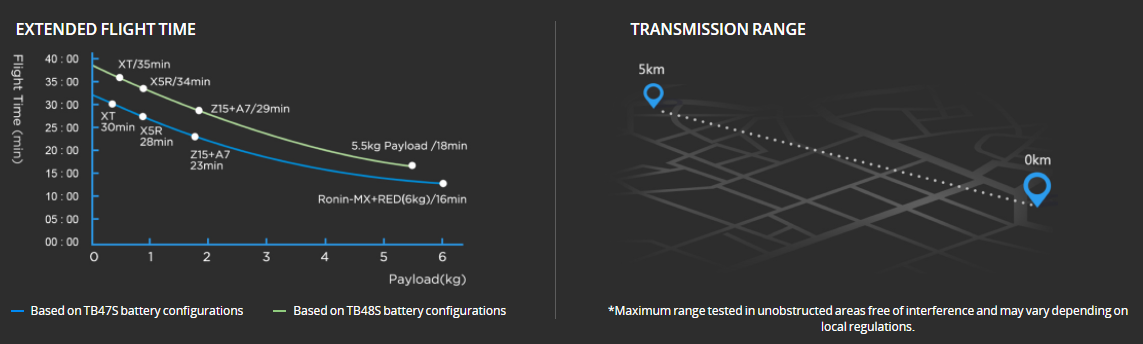 EXTENDED FLIGHT TIME
Flight Time (min)
40 : 00
35 : 00
30 : 00
25 : 00
20 : 00
15 : 00
10 : 00
05 : 00
00 : 00
XT/35min
X5R/34min
Z15+A7/29min
5.5kg Payload /18min
XT
30min
X5R
28min
Z15+A7
23min
Ronin-MX+RED(6kg)/16min
0 1 2 3 4 5 6
Payload(kg)
Based on TB47S battery configurations
Based on TB48S battery configurations
TRANSMISSION RANGE
5km
0km
*Maximum range tested in unobstructed areas free of interference and may vary depending on
local regulations.